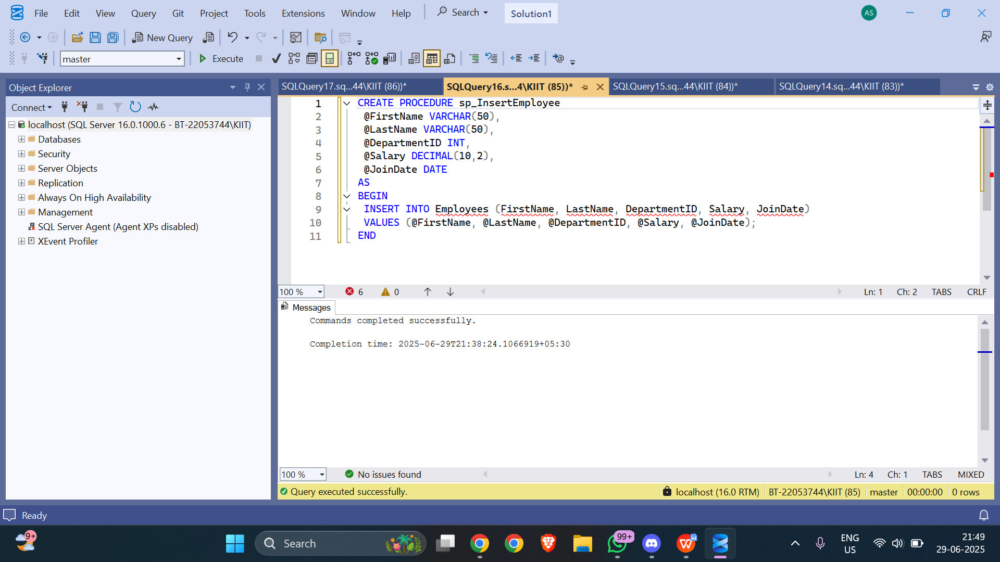 File Edit View Query Git Project Tools Extensions Window Help Search Solution1 AS
New Query
master Execute
Object Explorer
Connect
localhost (SQL Server 16.0.1000.6 - BT-22053744\KIIT)
Databases
Security
Server Objects
Replication
Always On High Availability
Management
SQL Server Agent (Agent XPs disabled)
XEvent Profiler
SQLQuery17.sq...44\KIIT (86))* SQLQuery16.s...4\KIIT (85))* SQLQuery15.sq...44\KIIT (84))* SQLQuery14.sq...44\KIIT (83))*
1 CREATE PROCEDURE sp_InsertEmployee
2 @FirstName VARCHAR(50),
3 @LastName VARCHAR(50),
4 @DepartmentID INT,
5 @Salary DECIMAL(10,2),
6 @JoinDate DATE
7 AS
8 BEGIN
9 INSERT INTO Employees (FirstName, LastName, DepartmentID, Salary, JoinDate)
10 VALUES (@FirstName, @LastName, @DepartmentID, @Salary, @JoinDate);
11 END
100 % 6 0 Ln: 1 Ch: 2 TABS CRLF
Messages
Commands completed successfully.
Completion time: 2025-06-29T21:38:24.1066919+05:30
100 % No issues found Ln: 4 Ch: 1 TABS MIXED
Query executed successfully. localhost (16.0 RTM) BT-22053744\KIIT (85) master 00:00:00 0 rows
Ready
9+ Search 99+ W ENG US 21:49
29-06-2025